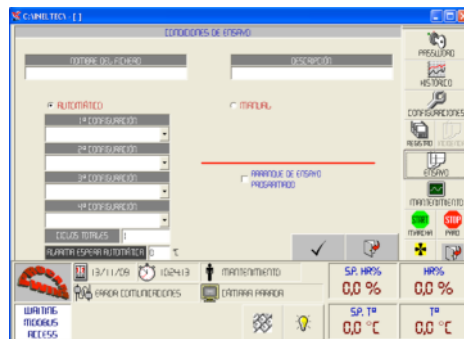 C:\INELTEC\ - [ ]
CONDICIONES DE ENSAYO
NOMBRE DEL FICHERO
DESCRIPCIÓN
AUTOMÁTICO
MANUAL
1ª CONFIGURACIÓN
2ª CONFIGURACIÓN
3ª CONFIGURACIÓN
4ª CONFIGURACIÓN
ARRANQUE DE ENSAYO
PROGRAMADO
CICLOS TOTALES
ALARMA ESPERA AUTOMÁTICA 0 ℃
PASSWORD
HISTÓRICO
CONFIGURACIONES
REGISTRO
ENSAYO
MANTENIMIENTO
START
STOP
MARCHA
PARO
13/11/09
10:24:13
MANTENIMIENTO
ERROR COMUNICACIONES
CÁMARA PARADA
S.P. HR%
0,0 %
HR%
0,0 %
WAITING
MODBUS
ACCESS
S.P. Tª
0,0 ℃
Tª
0,0 ℃